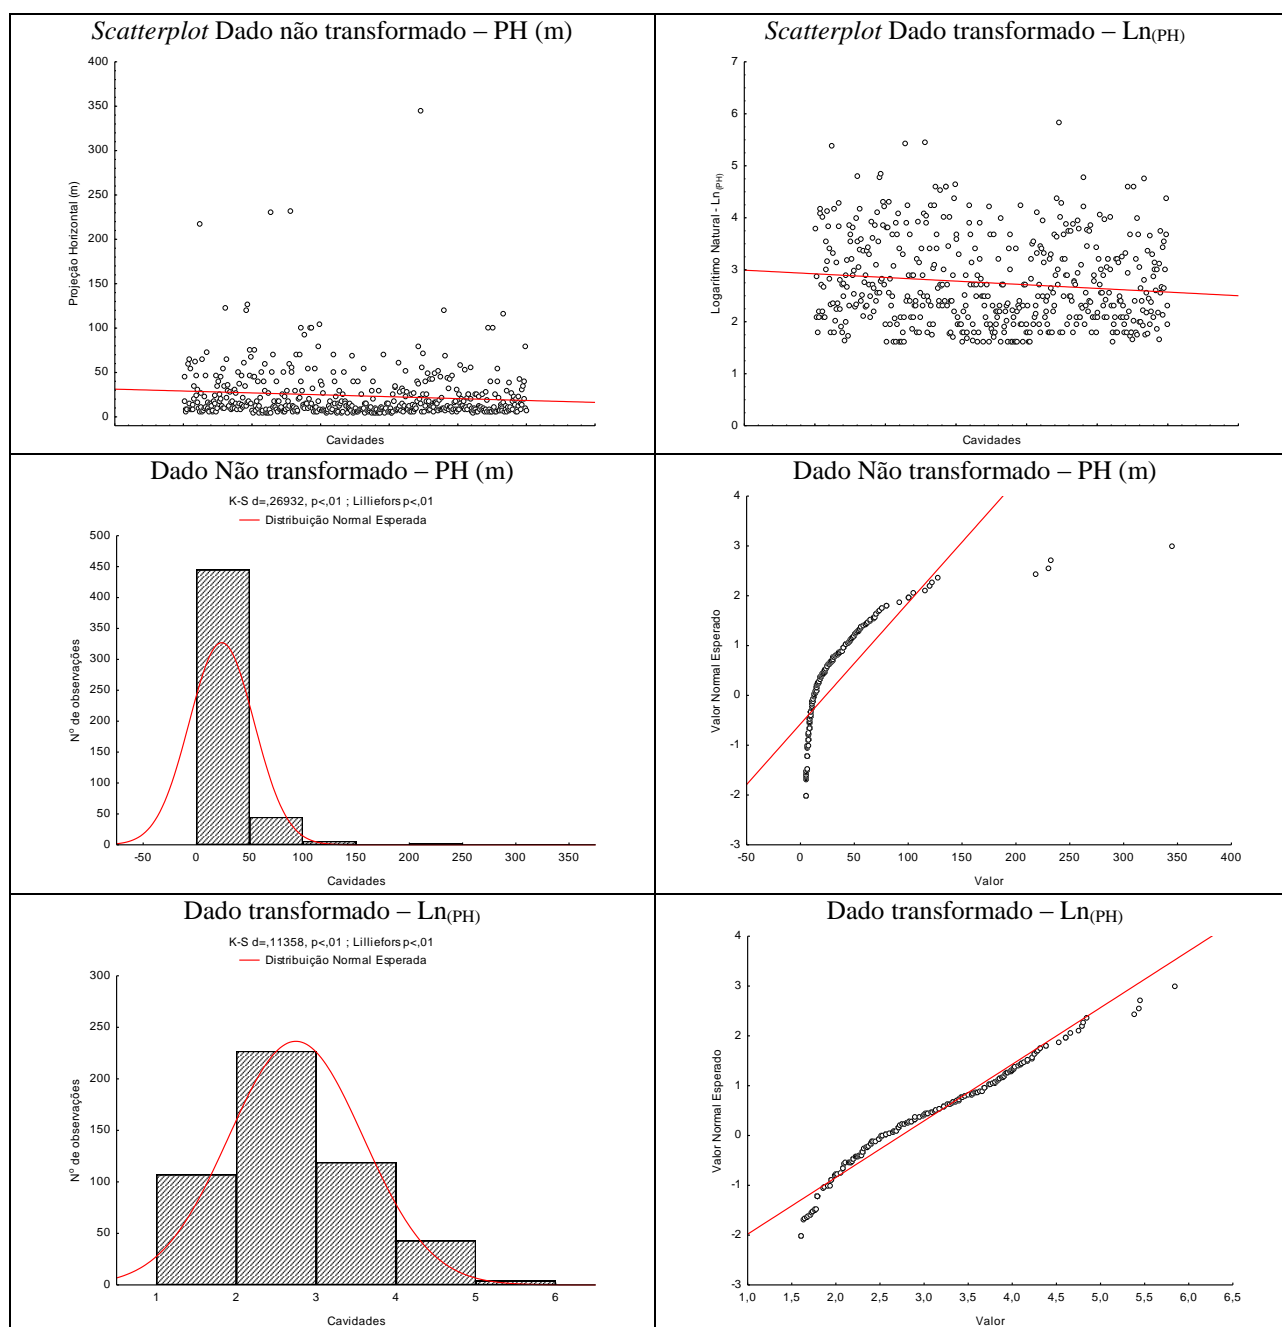 Scatterplot Dado não transformado – PH (m)
400
350
300
250
200
150
100
50
0
Projeção Horizontal (m)
Cavidades
Scatterplot Dado transformado – Ln(PH)
7
6
5
4
3
2
1
0
Logarítimo Natural - Ln (PH)
Cavidades
Dado Não transformado – PH (m)
K-S d=,26932, p<,01 ; Lilliefors p<,01
Distribuição Normal Esperada
500
450
400
350
300
250
200
150
100
50
0
Nº de observações
-50 0 50 100 150 200 250 300 350
Cavidades
Dado Não transformado – PH (m)
4
3
2
1
0
-1
-2
-3
Valor Normal Esperado
-50 0 50 100 150 200 250 300 350 400
Valor
Dado transformado – Ln(PH)
K-S d=,11358, p<,01 ; Lilliefors p<,01
Distribuição Normal Esperada
300
250
200
150
100
50
0
Nº de observações
1 2 3 4 5 6
Cavidades
Dado transformado – Ln(PH)
4
3
2
1
0
-1
-2
-3
Valor Normal Esperado
1,0 1,5 2,0 2,5 3,0 3,5 4,0 4,5 5,0 5,5 6,0 6,5
Valor